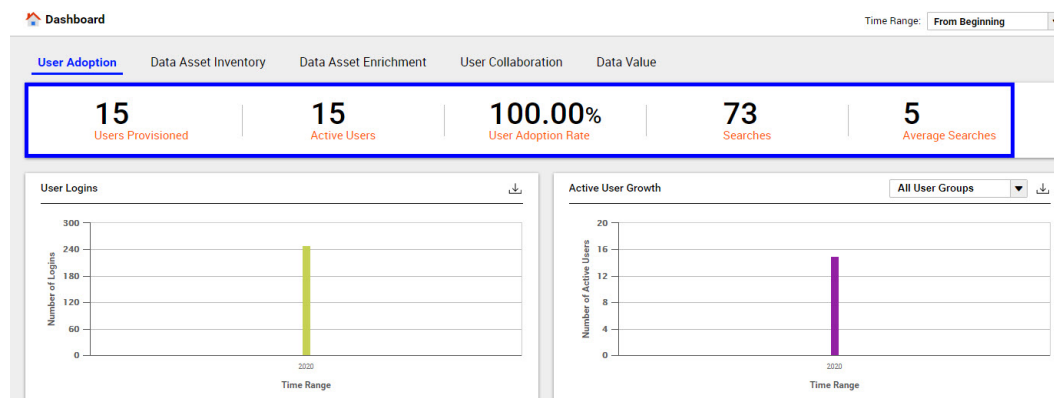 Dashboard
Time Range: From Beginning
User Adoption Data Asset Inventory Data Asset Enrichment User Collaboration Data Value
15 15 100.00% 73 5
Users Provisioned Active Users User Adoption Rate Searches Average Searches
User Logins
300
240
180
120
60
0
Number of Logins
2020
Time Range
Active User Growth All User Groups
20
16
12
8
4
0
Number of Active Users
2020
Time Range